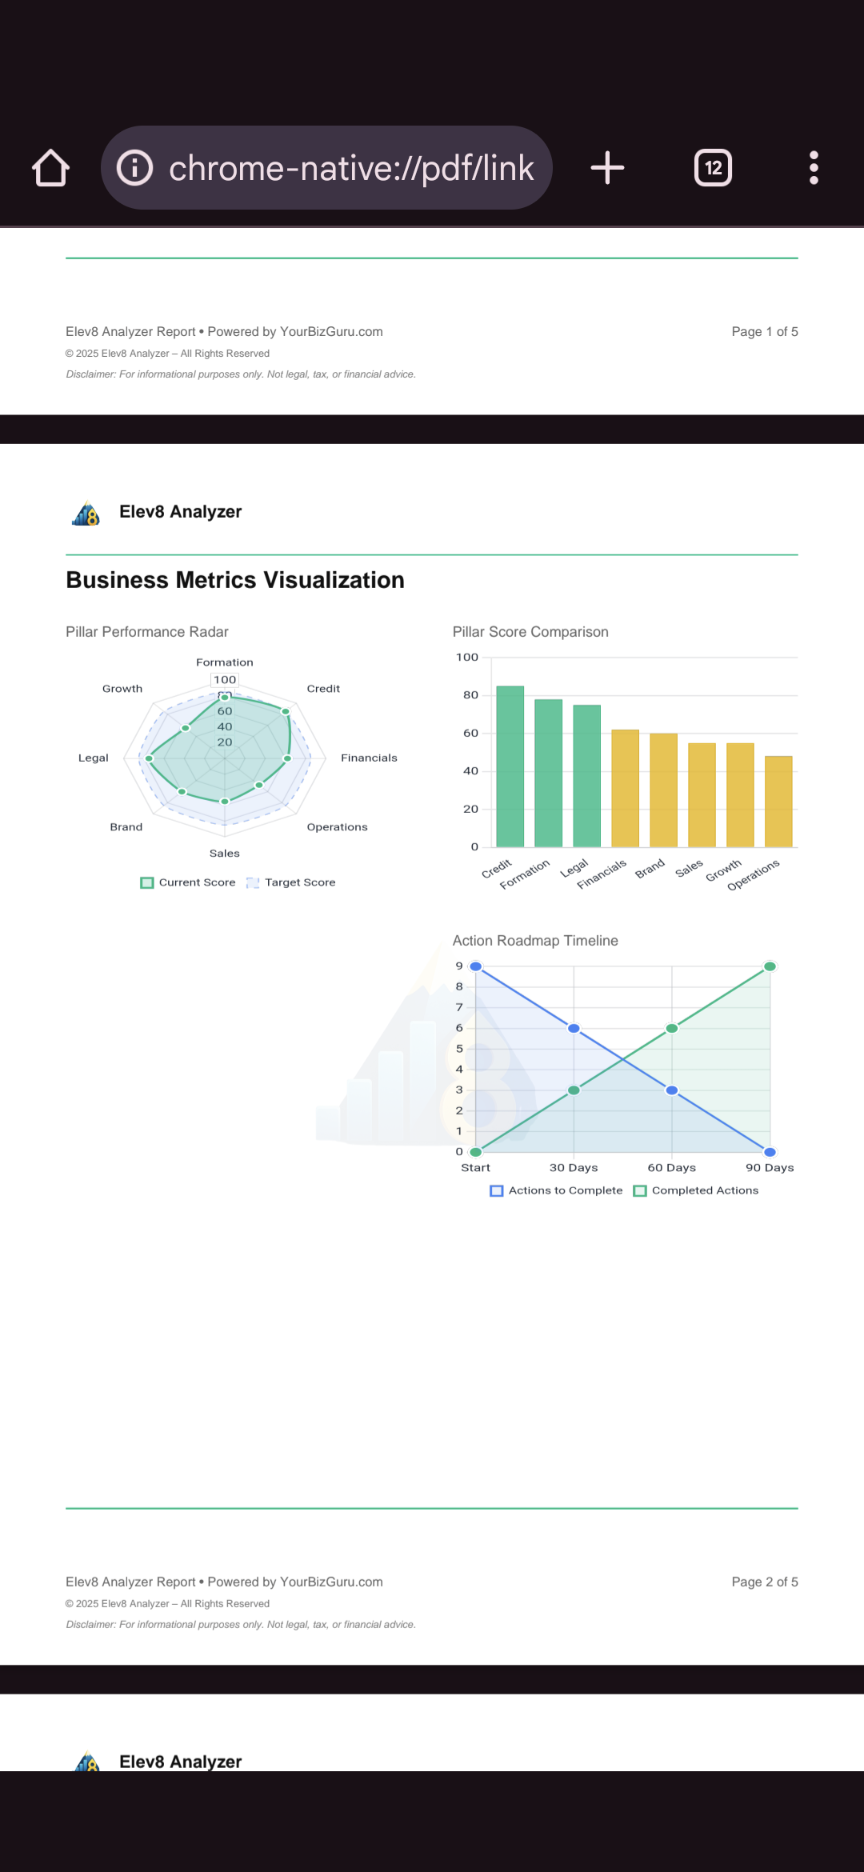 chrome-native://pdf/link
12
Elev8 Analyzer Report • Powered by YourBizGuru.com
Page 1 of 5
© 2025 Elev8 Analyzer – All Rights Reserved
Disclaimer: For informational purposes only. Not legal, tax, or financial advice.
8
Elev8 Analyzer
Business Metrics Visualization
Pillar Performance Radar
Formation
Growth
100
Credit
80
60
40
20
Legal
Financials
Brand
Operations
Sales
Current Score
Target Score
Pillar Score Comparison
100
80
60
40
20
0
Credit
Formation
Legal
Financials
Brand
Sales
Growth
Operations
Action Roadmap Timeline
9
8
7
6
5
4
3
2
1
0
Start
30 Days
60 Days
90 Days
Actions to Complete
Completed Actions
8
Elev8 Analyzer Report • Powered by YourBizGuru.com
Page 2 of 5
© 2025 Elev8 Analyzer – All Rights Reserved
Disclaimer: For informational purposes only. Not legal, tax, or financial advice.
8
Elev8 Analyzer